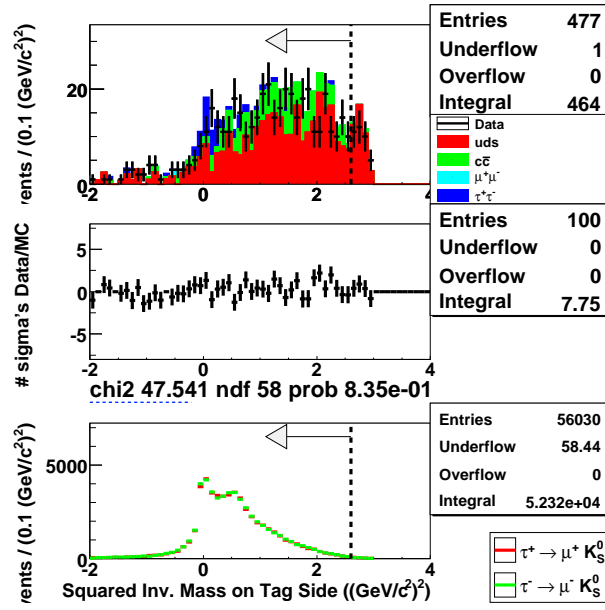 Entries 477
Underflow 1
Overflow 0
Integral 464
Data
uds
cc̄
μ⁺μ⁻
τ⁺τ⁻
vents / (0.1 (GeV/c²)²)
20
0
-2 0 2 4
Entries 100
Underflow 0
Overflow 0
Integral 7.75
# sigma's Data/MC
5
0
-5
-2 0 2 4
chi2 47.541 ndf 58 prob 8.35e-01
Entries 56030
Underflow 58.44
Overflow 0
Integral 5.232e+04
vents / (0.1 (GeV/c²)²)
5000
0
-2 0 2 4
Squared Inv. Mass on Tag Side ((GeV/c²)²)
τ⁺ → μ⁺ K⁰_S
τ⁻ → μ⁻ K⁰_S